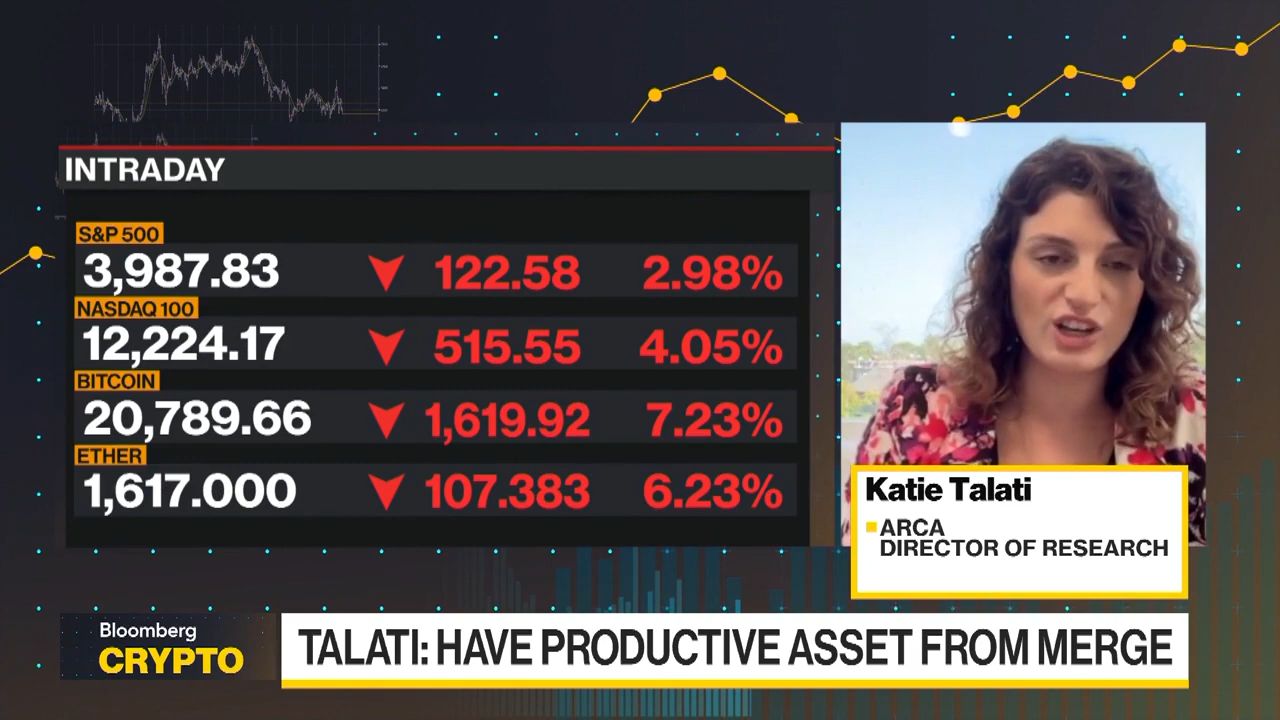 INTRADAY
S&P 500
3,987.83 122.58 2.98%
NASDAQ 100
12,224.17 515.55 4.05%
BITCOIN
20,789.66 1,619.92 7.23%
ETHER
1,617.000 107.383 6.23%
Katie Talati
ARCA
DIRECTOR OF RESEARCH
Bloomberg
CRYPTO
TALATI: HAVE PRODUCTIVE ASSET FROM MERGE